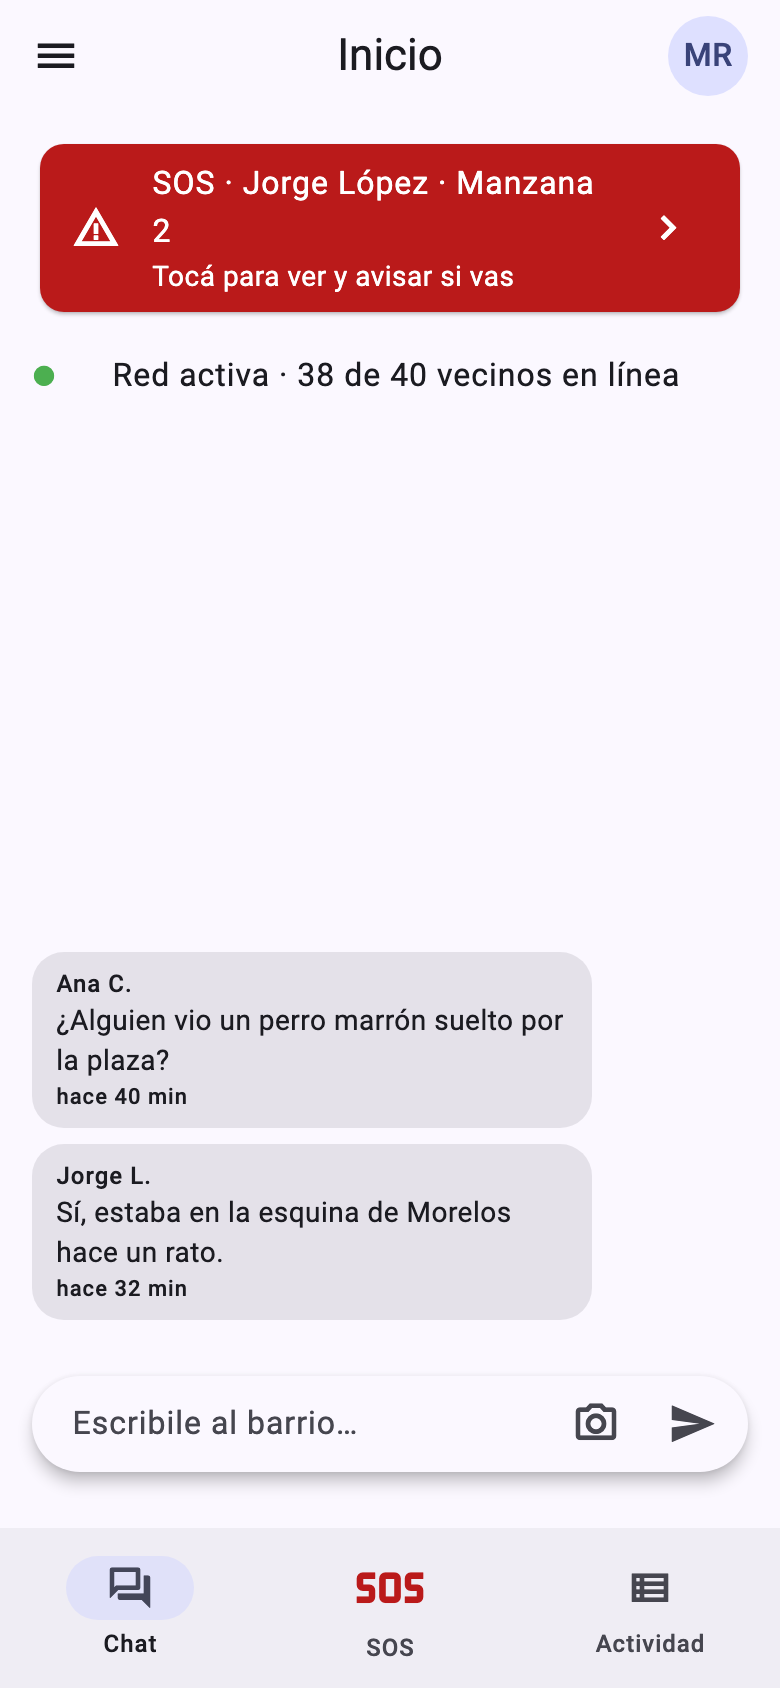 Inicio
MR
SOS · Jorge López · Manzana
2
Tocá para ver y avisar si vas
Red activa · 38 de 40 vecinos en línea
Ana C.
¿Alguien vio un perro marrón suelto por
la plaza?
hace 40 min
Jorge L.
Sí, estaba en la esquina de Morelos
hace un rato.
hace 32 min
Escribile al barrio…
SOS
Chat
SOS
Actividad